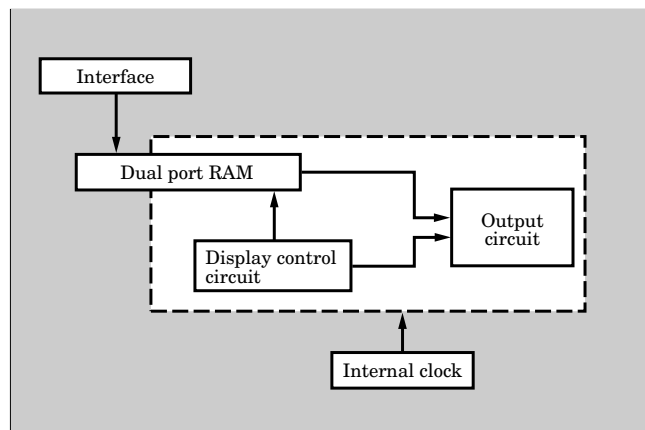 Interface
Dual port RAM
Output
circuit
Display control
circuit
Internal clock